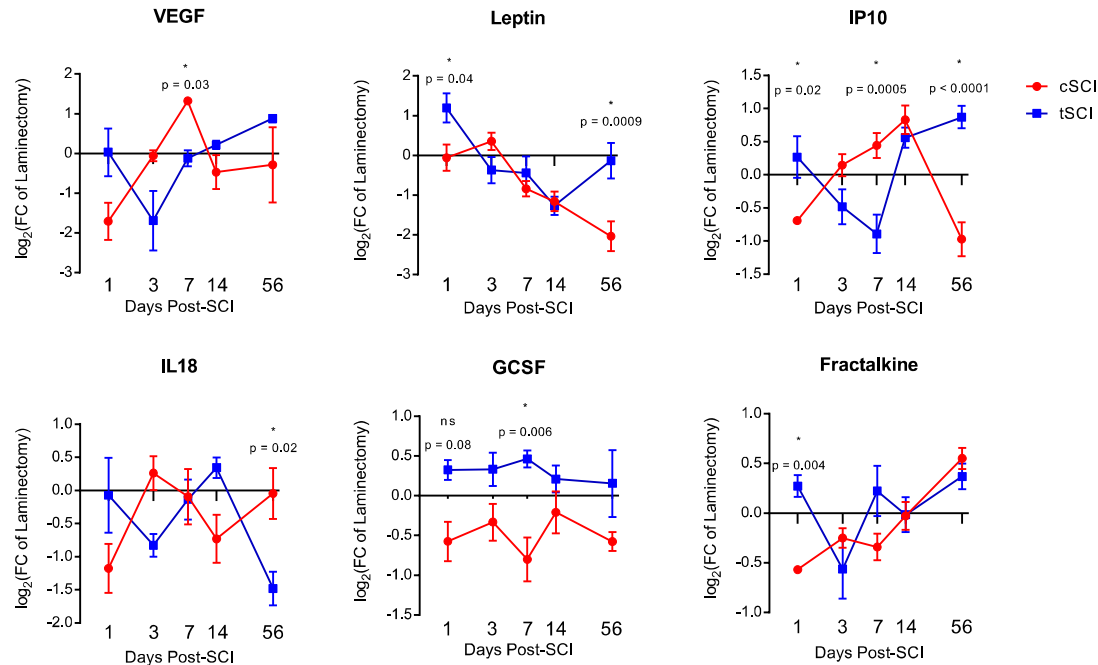 VEGF
log2(FC of Laminectomy)
2
1
0
-1
-2
-3
*
p = 0.03
1 3 7 14 56
Days Post-SCI
Leptin
log2(FC of Laminectomy)
2
1
0
-1
-2
-3
*
p = 0.04
*
p = 0.0009
1 3 7 14 56
Days Post-SCI
IP10
log2(FC of Laminectomy)
1.5
1.0
0.5
0.0
-0.5
-1.0
-1.5
* * *
p = 0.02 p = 0.0005 p < 0.0001
1 3 7 14 56
Days Post-SCI
cSCI
tSCI
IL18
log2(FC of Laminectomy)
1.0
0.5
0.0
-0.5
-1.0
-1.5
-2.0
*
p = 0.02
1 3 7 14 56
Days Post-SCI
GCSF
log2(FC of Laminectomy)
1.0
0.5
0.0
-0.5
-1.0
-1.5
ns *
p = 0.08 p = 0.006
1 3 7 14 56
Days Post-SCI
Fractalkine
log2(FC of Laminectomy)
1.0
0.5
0.0
-0.5
-1.0
*
p = 0.004
1 3 7 14 56
Days Post-SCI